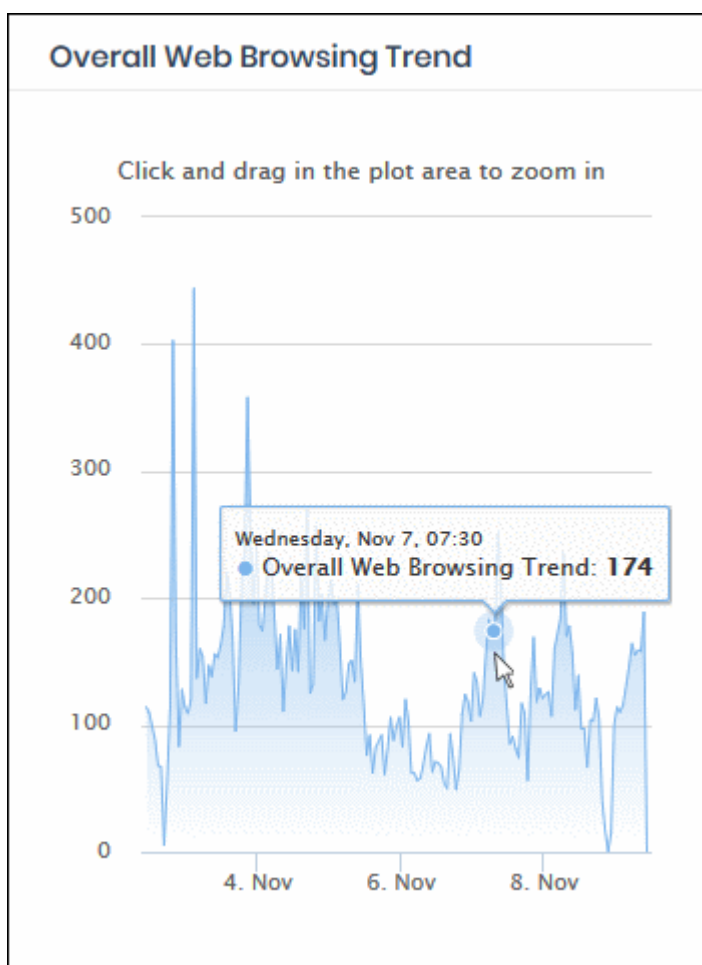 Overall Web Browsing Trend
Click and drag in the plot area to zoom in
500
400
300
Wednesday, Nov 7, 07:30
Overall Web Browsing Trend: 174
200
100
0
4. Nov 6. Nov 8. Nov